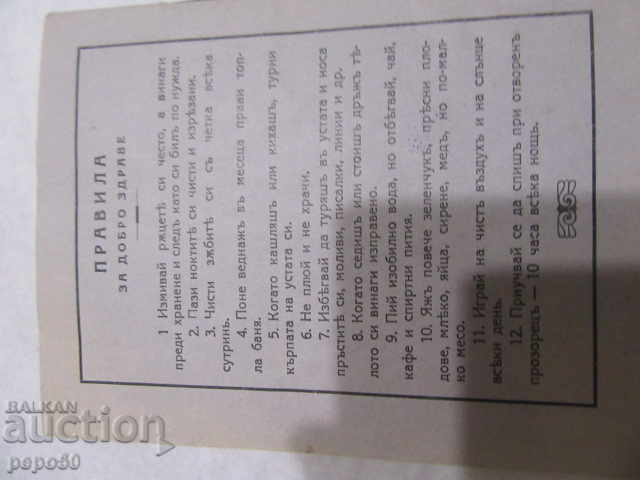 ПРАВИЛА
ЗА ДОБРО ЗДРАВЕ
1 Измивай рѫцетѣ си често, а винаги
преди хранене и следъ като си билъ по нужда.
2. Пази ноктитѣ си чисти и изрѣзани.
3. Чисти зѫбитѣ си съ четка всѣка
сутринь.
4. Поне веднажъ въ месеца прави топ-
ла баня.
5. Когато кашляшъ или кихашъ, тури
кърпата на устата си.
6. Не плюй и не храчи.
7. Избѣгвай да туряшъ въ устата и носа
пръститѣ си, моливи, писалки, линии и др.
8. Когато седишъ или стоишъ дръжъ тѣ-
лото си винаги изправено.
9. Пий изобилно вода, но отбѣгвай, чай,
кафе и спиртни пития.
10. Яжъ повече зеленчукъ, прѣсни пло-
дове, млѣко, яйца, сирене, медъ, но по-мал-
ко месо.
11. Играй на чистъ въздухъ и на слънце
всѣки день.
12. Приучвай се да спишъ при отворенъ
прозорецъ — 10 часа всѣка нощь.
BALKAN
auction
papo50